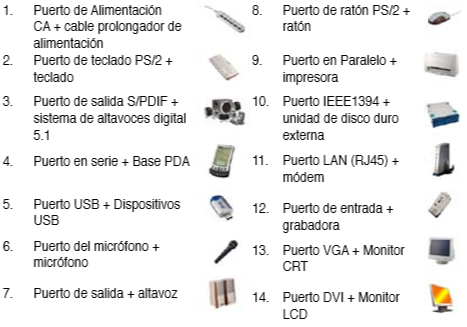 1. Puerto de Alimentación
CA + cable prolongador de
alimentación
2. Puerto de teclado PS/2 +
teclado
3. Puerto de salida S/PDIF +
sistema de altavoces digital
5.1
4. Puerto en serie + Base PDA
5. Puerto USB + Dispositivos
USB
6. Puerto del micrófono +
micrófono
7. Puerto de salida + altavoz
8. Puerto de ratón PS/2 +
ratón
9. Puerto en Paralelo +
impresora
10. Puerto IEEE1394 +
unidad de disco duro
externa
11. Puerto LAN (RJ45) +
módem
12. Puerto de entrada +
grabadora
13. Puerto VGA + Monitor
CRT
14. Puerto DVI + Monitor
LCD